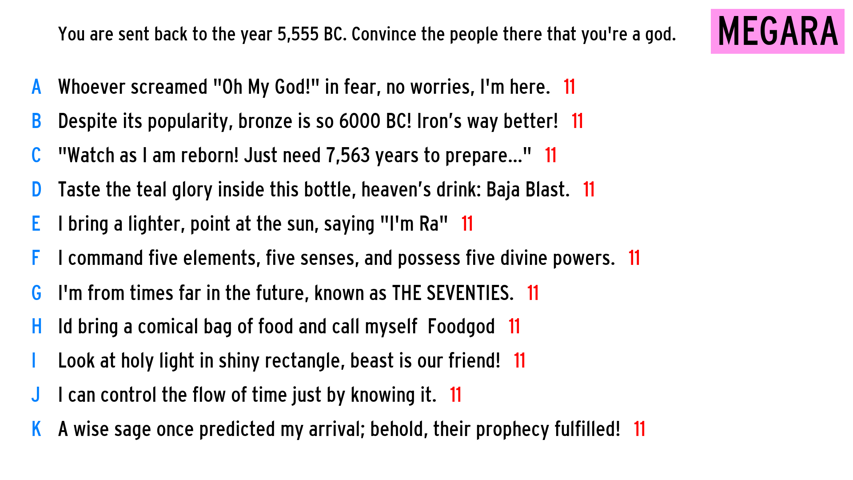 You are sent back to the year 5,555 BC. Convince the people there that you're a god.
MEGARA
A Whoever screamed "Oh My God!" in fear, no worries, I'm here. 11
B Despite its popularity, bronze is so 6000 BC! Iron’s way better! 11
C "Watch as I am reborn! Just need 7,563 years to prepare..." 11
D Taste the teal glory inside this bottle, heaven’s drink: Baja Blast. 11
E I bring a lighter, point at the sun, saying "I'm Ra" 11
F I command five elements, five senses, and possess five divine powers. 11
G I'm from times far in the future, known as THE SEVENTIES. 11
H Id bring a comical bag of food and call myself  Foodgod 11
I Look at holy light in shiny rectangle, beast is our friend! 11
J I can control the flow of time just by knowing it. 11
K A wise sage once predicted my arrival; behold, their prophecy fulfilled! 11